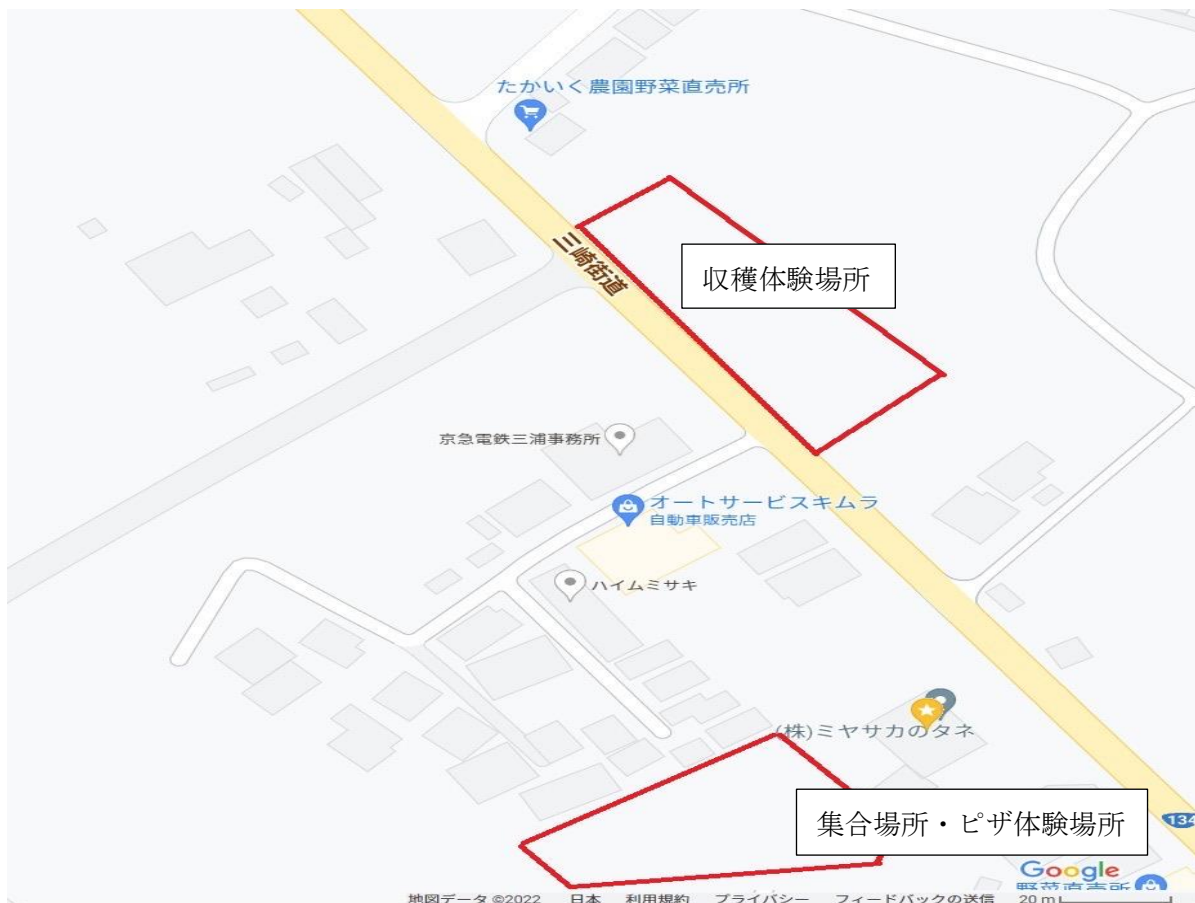 たかいく農園野菜直売所
三崎街道
収穫体験場所
京急電鉄三浦事務所
オートサービスキムラ
自動車販売店
ハイムミサキ
(株)ミヤサカのタネ
集合場所・ピザ体験場所
134
Google
野菜直売所
地図データ ©2022 日本 利用規約 プライバシー フィードバックの送信 20 m